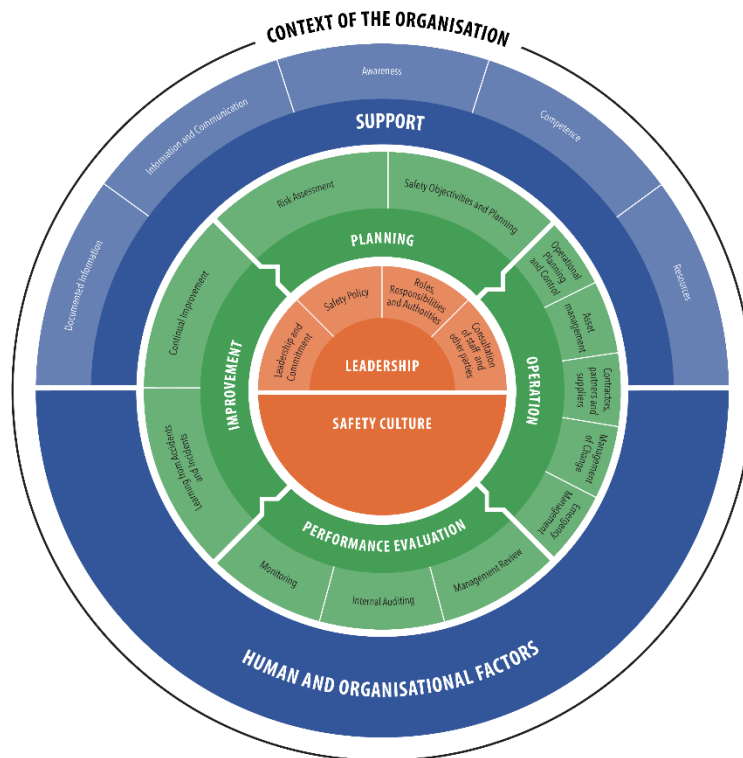 CONTEXT OF THE ORGANISATION
Awareness
Information and Communication
Competence
Documented Information
Resources
SUPPORT
Risk Assessment
Safety Objectivities and Planning
PLANNING
Continual Improvement
Learning from Accidents
and Incidents
IMPROVEMENT
Leadership and
Commitment
Safety Policy
Roles,
Responsibilities
and Authorities
Consultation
of staff and
other parties
LEADERSHIP
SAFETY CULTURE
OPERATION
Operational
Planning
and Control
Asset
management
Contractors,
partners and
suppliers
Management
of Change
Emergency
Management
PERFORMANCE EVALUATION
Monitoring
Internal Auditing
Management Review
HUMAN AND ORGANISATIONAL FACTORS